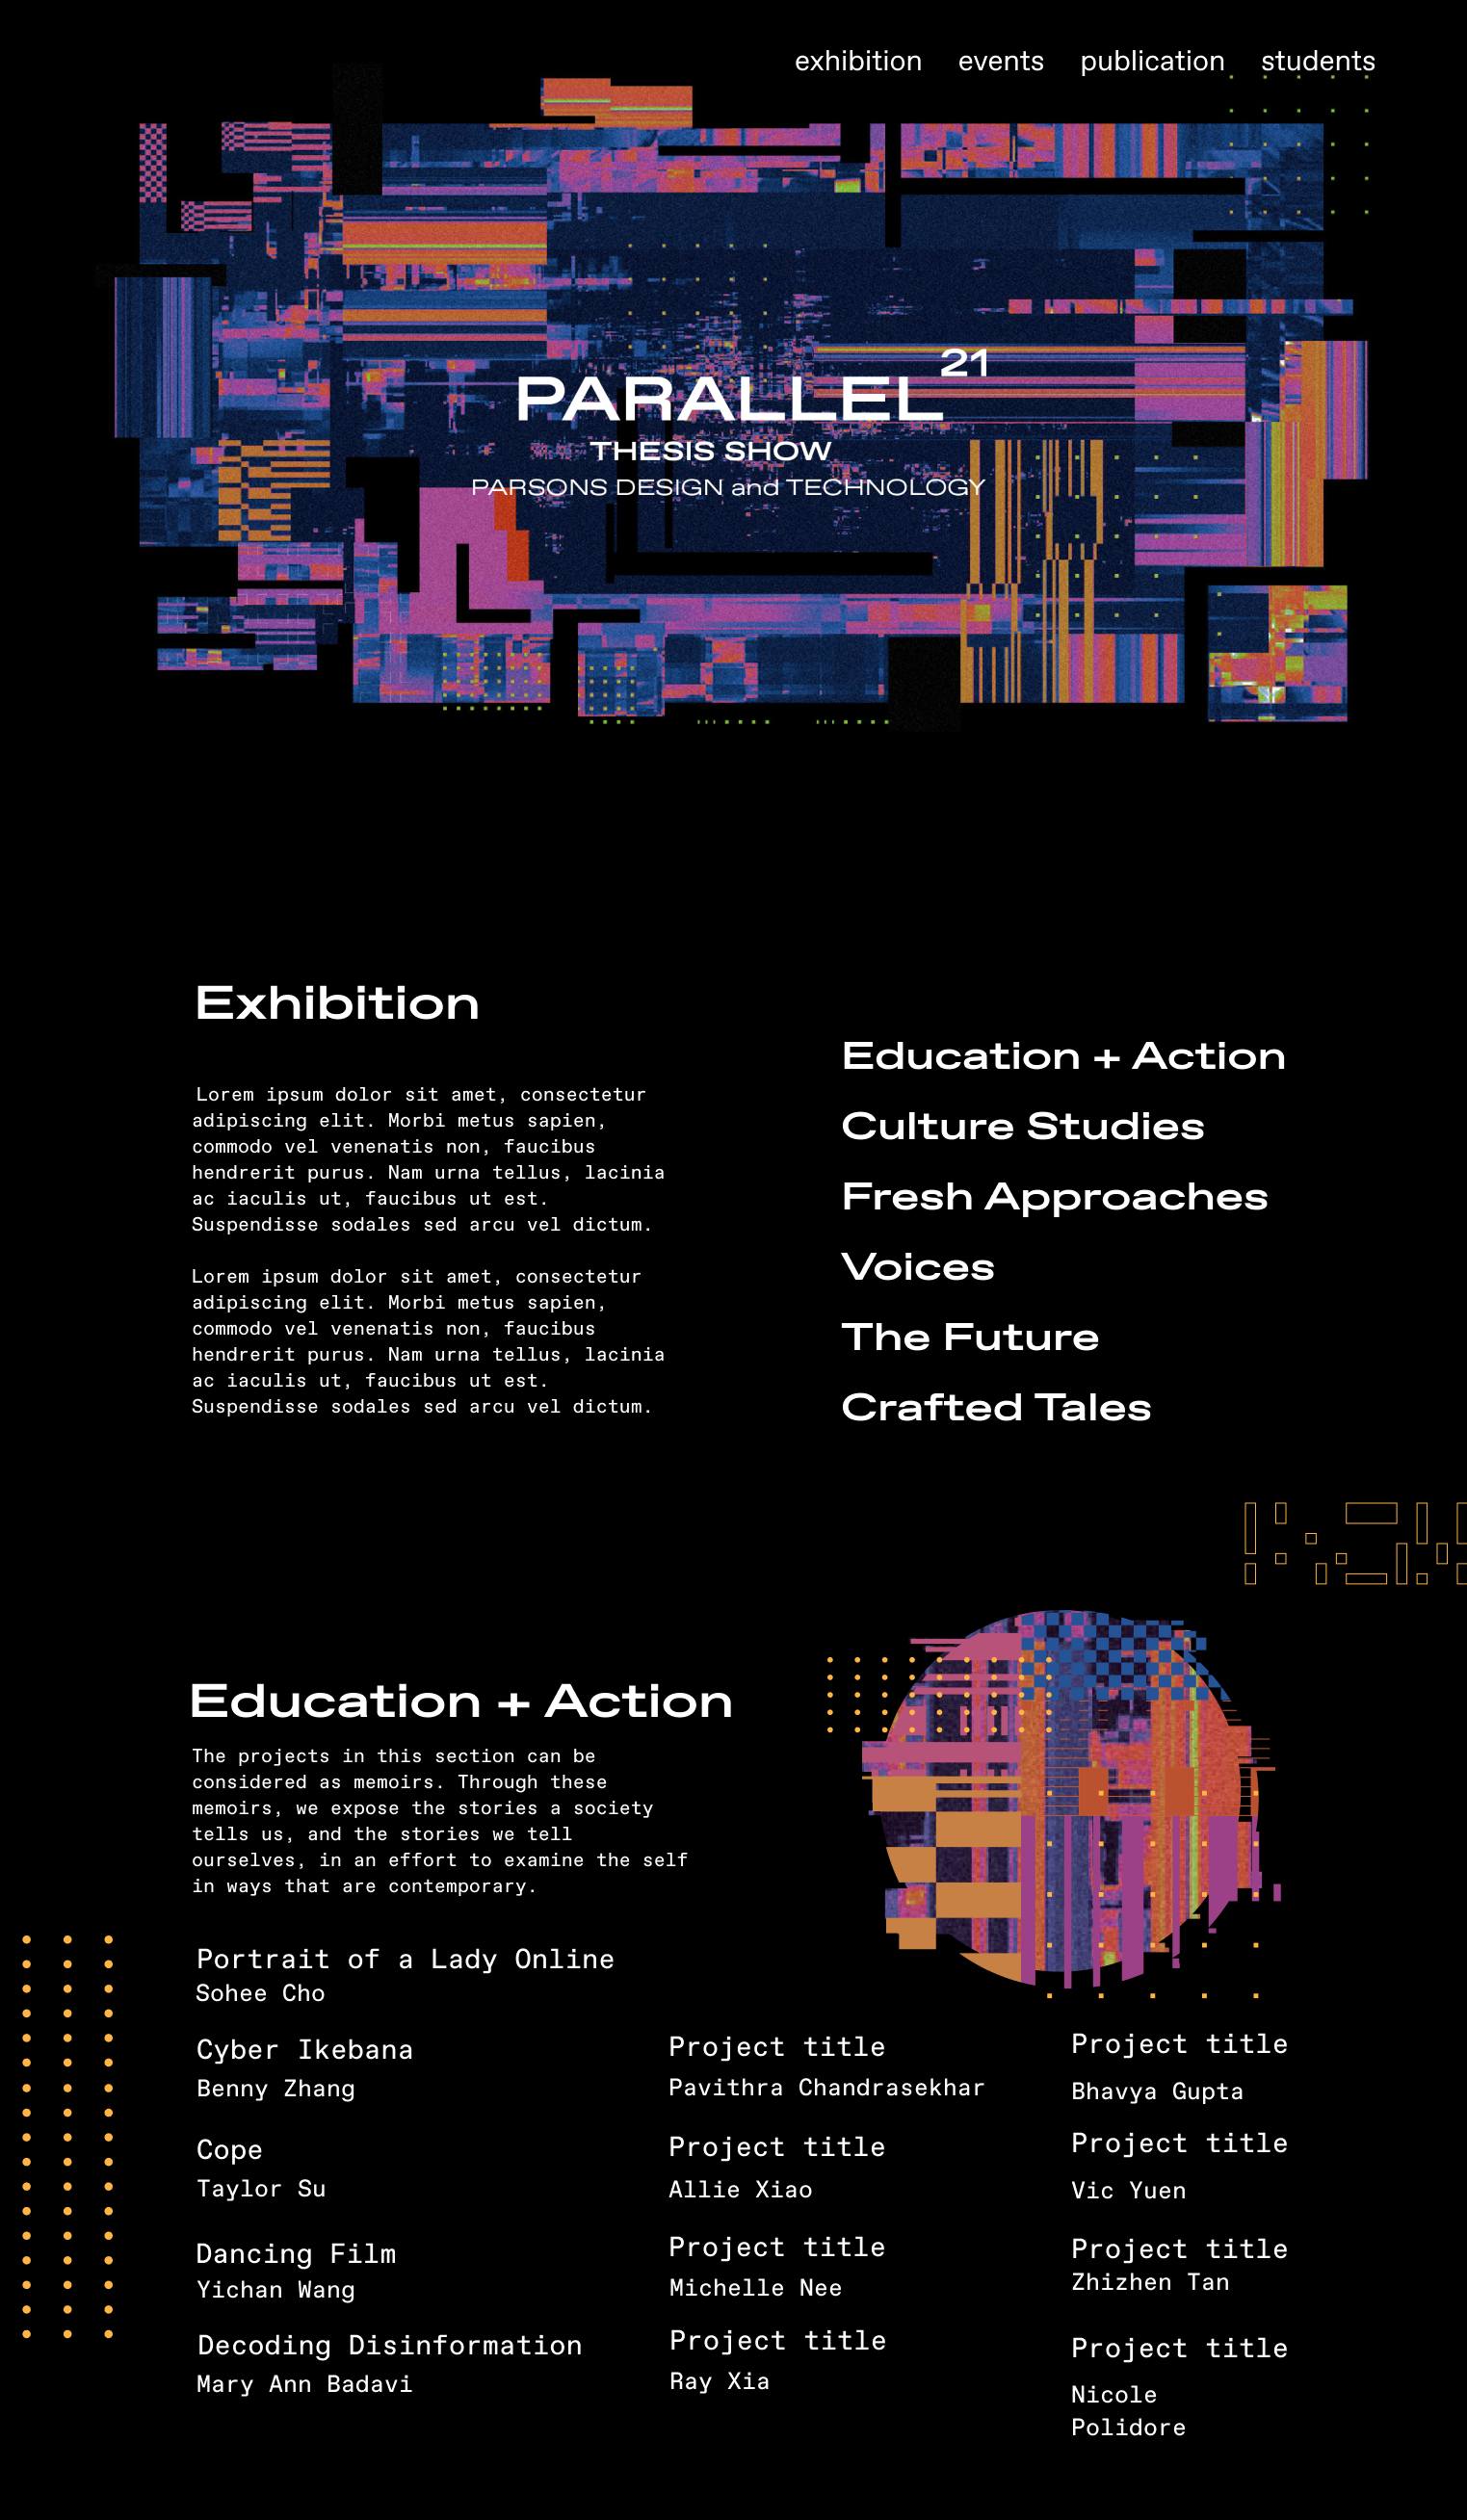 exhibition events publication students
PARALLEL 21
THESIS SHOW
PARSONS DESIGN and TECHNOLOGY
Exhibition
Lorem ipsum dolor sit amet, consectetur
adipiscing elit. Morbi metus sapien,
commodo vel venenatis non, faucibus
hendrerit purus. Nam urna tellus, lacinia
ac iaculis ut, faucibus ut est.
Suspendisse sodales sed arcu vel dictum.
Lorem ipsum dolor sit amet, consectetur
adipiscing elit. Morbi metus sapien,
commodo vel venenatis non, faucibus
hendrerit purus. Nam urna tellus, lacinia
ac iaculis ut, faucibus ut est.
Suspendisse sodales sed arcu vel dictum.
Education + Action
Culture Studies
Fresh Approaches
Voices
The Future
Crafted Tales
Education + Action
The projects in this section can be
considered as memoirs. Through these
memoirs, we expose the stories a society
tells us, and the stories we tell
ourselves, in an effort to examine the self
in ways that are contemporary.
Portrait of a Lady Online
Sohee Cho
Cyber Ikebana
Benny Zhang
Cope
Taylor Su
Dancing Film
Yichan Wang
Decoding Disinformation
Mary Ann Badavi
Project title
Pavithra Chandrasekhar
Project title
Allie Xiao
Project title
Michelle Nee
Project title
Ray Xia
Project title
Bhavya Gupta
Project title
Vic Yuen
Project title
Zhizhen Tan
Project title
Nicole
Polidore